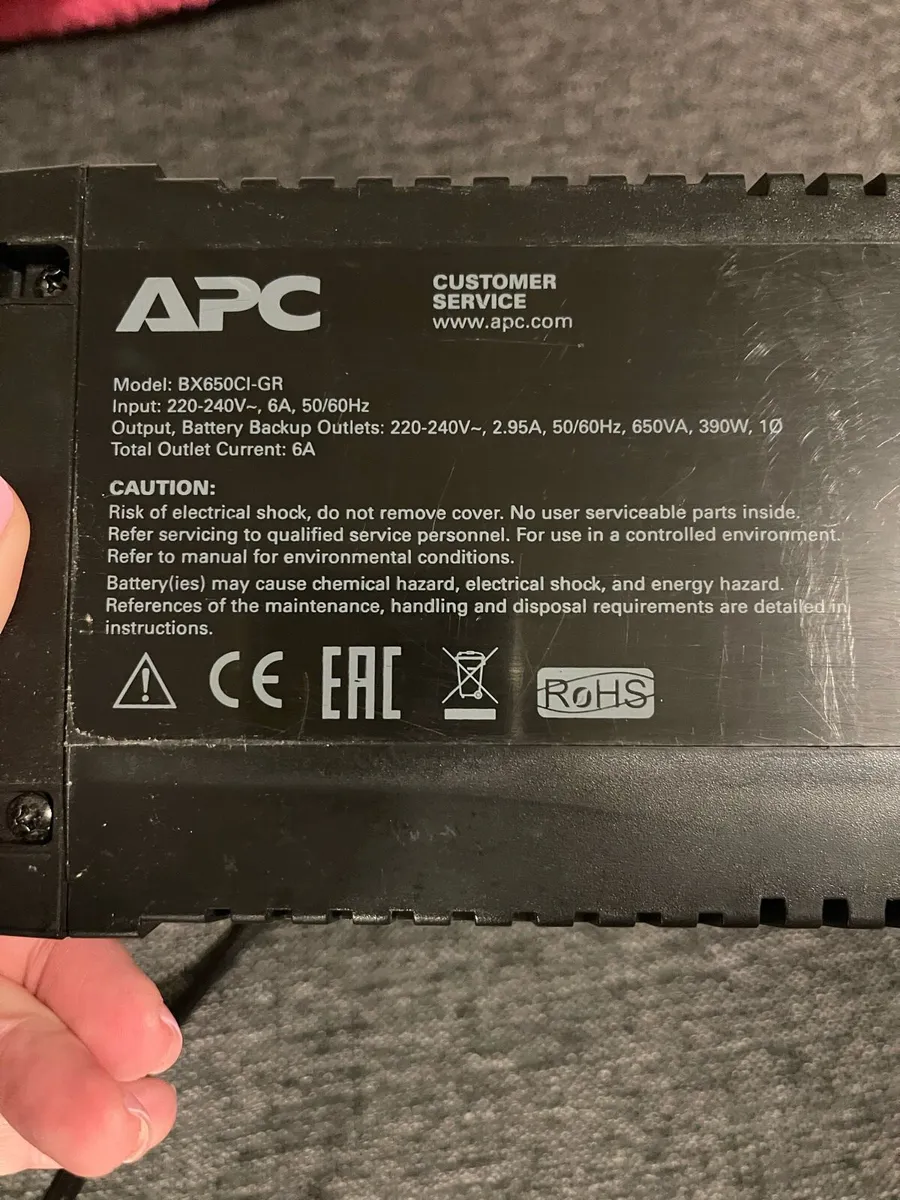 APC
CUSTOMER
SERVICE
www.apc.com
Model: BX650CI-GR
Input: 220-240V~, 6A, 50/60Hz
Output, Battery Backup Outlets: 220-240V~, 2.95A, 50/60Hz, 650VA, 390W, 1Ø
Total Outlet Current: 6A
CAUTION:
Risk of electrical shock, do not remove cover. No user serviceable parts inside.
Refer servicing to qualified service personnel. For use in a controlled environment.
Refer to manual for environmental conditions.
Battery(ies) may cause chemical hazard, electrical shock, and energy hazard.
References of the maintenance, handling and disposal requirements are detailed in
instructions.
CE EAC RoHS